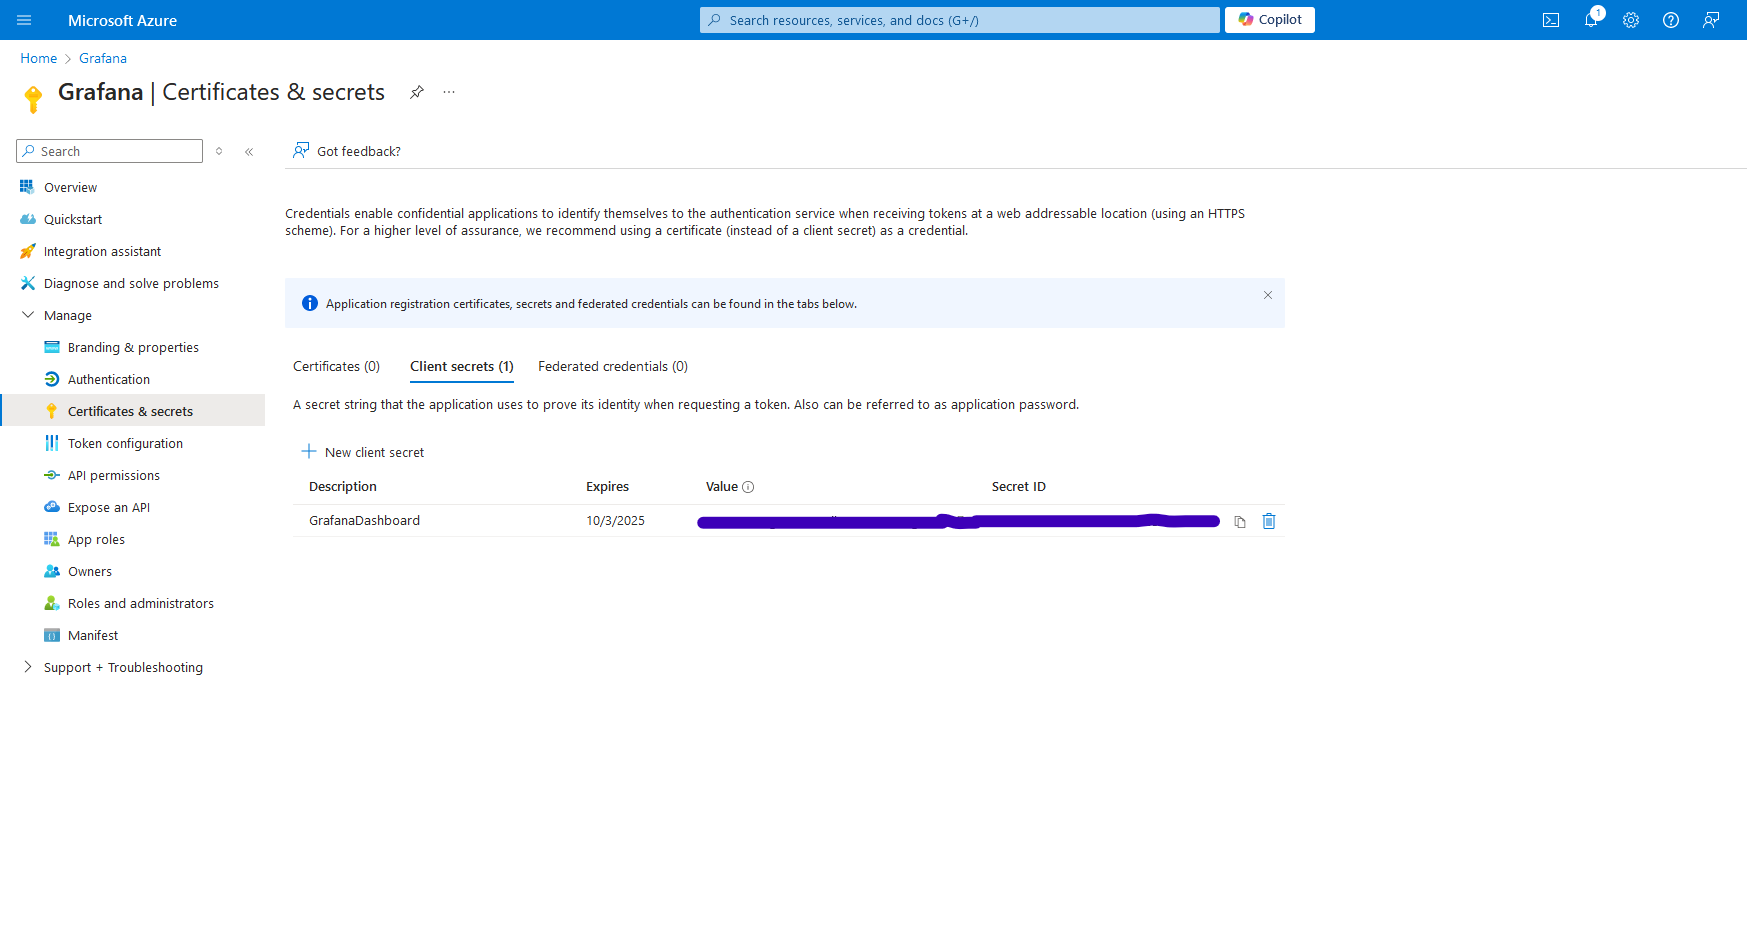 Microsoft Azure
Search resources, services, and docs (G+/)
Copilot
1
Home > Grafana
Grafana | Certificates & secrets
Search
Got feedback?
Overview
Quickstart
Integration assistant
Diagnose and solve problems
Manage
Branding & properties
Authentication
Certificates & secrets
Token configuration
API permissions
Expose an API
App roles
Owners
Roles and administrators
Manifest
Support + Troubleshooting
Credentials enable confidential applications to identify themselves to the authentication service when receiving tokens at a web addressable location (using an HTTPS
scheme). For a higher level of assurance, we recommend using a certificate (instead of a client secret) as a credential.
Application registration certificates, secrets and federated credentials can be found in the tabs below.
Certificates (0) Client secrets (1) Federated credentials (0)
A secret string that the application uses to prove its identity when requesting a token. Also can be referred to as application password.
New client secret
Description Expires Value Secret ID
GrafanaDashboard 10/3/2025